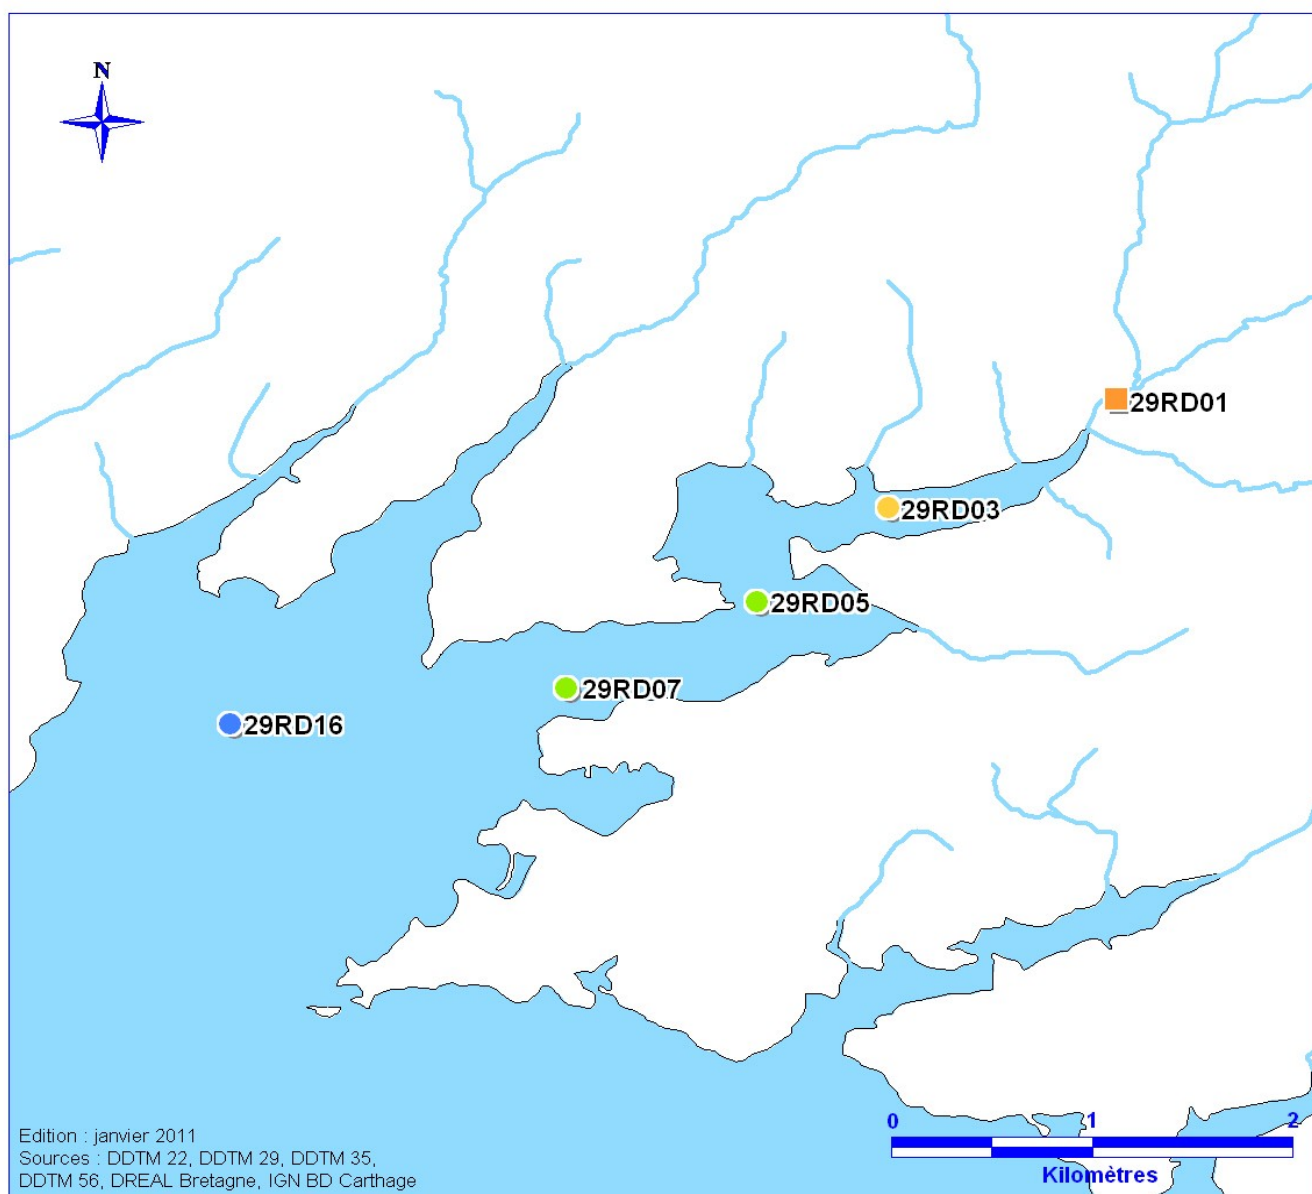 N
29RD01
29RD03
29RD05
29RD07
29RD16
0 1 2
Kilomètres
Edition : janvier 2011
Sources : DDTM 22, DDTM 29, DDTM 35,
DDTM 56, DREAL Bretagne, IGN BD Carthage